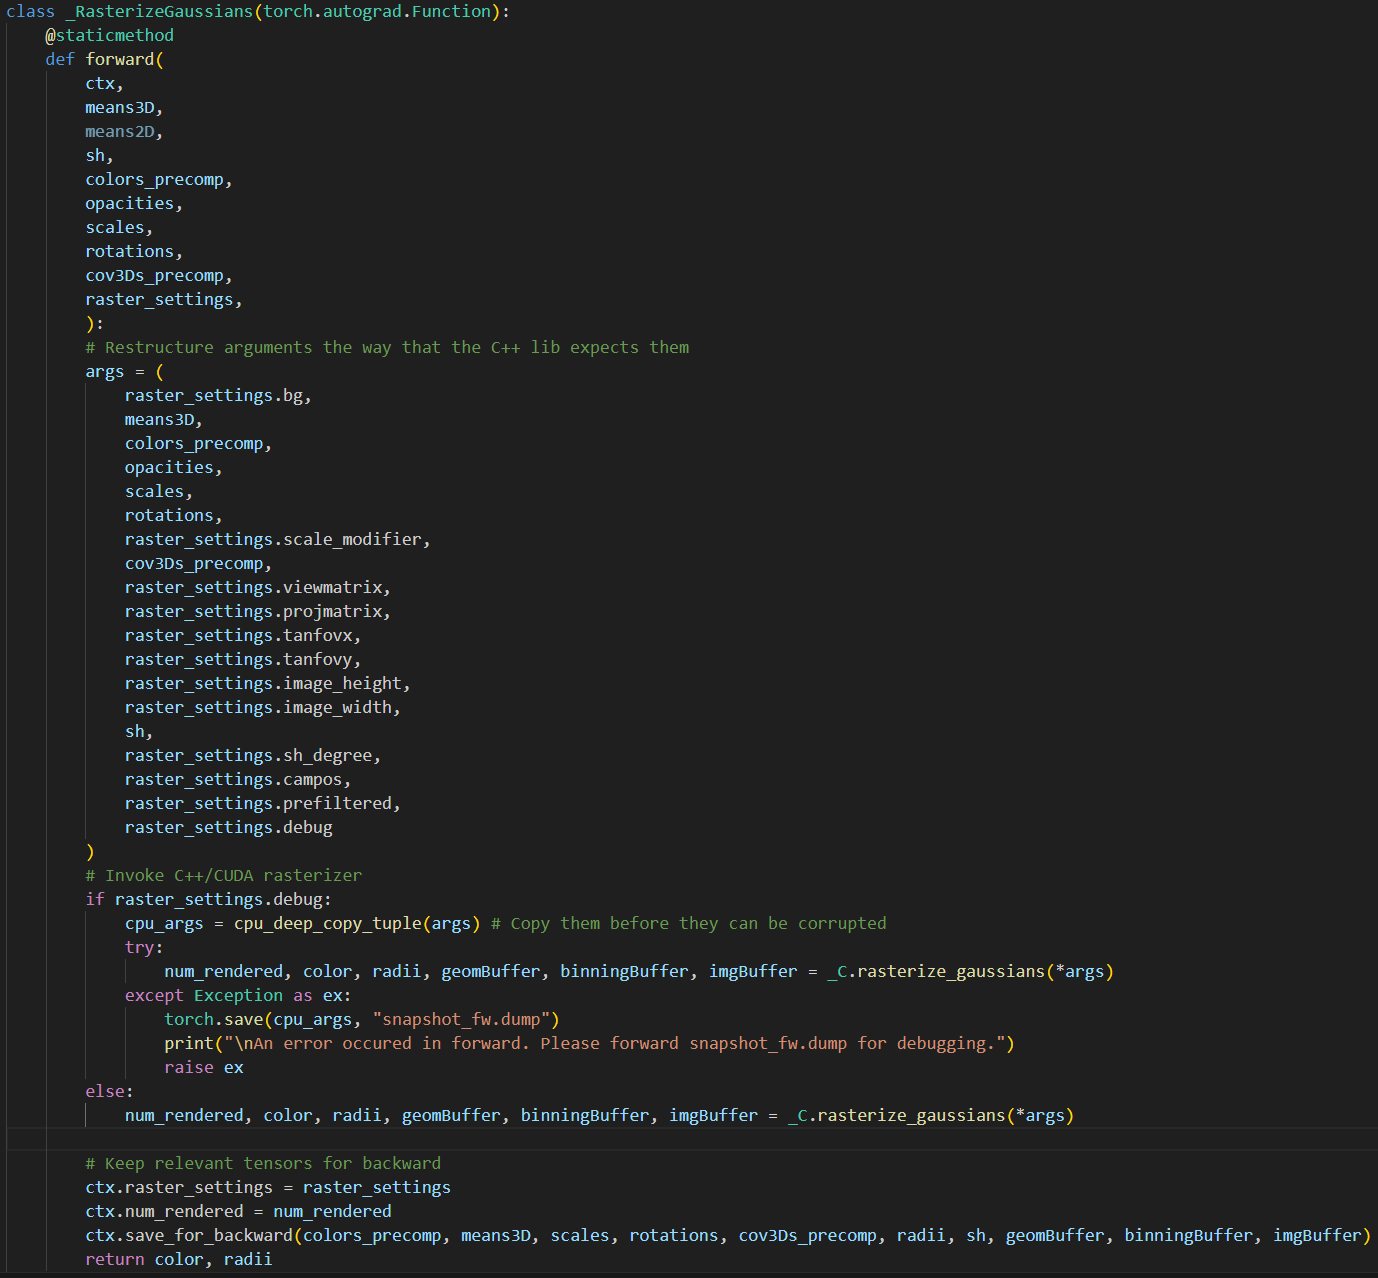 class _RasterizeGaussians(torch.autograd.Function):
    @staticmethod
    def forward(
        ctx,
        means3D,
        means2D,
        sh,
        colors_precomp,
        opacities,
        scales,
        rotations,
        cov3Ds_precomp,
        raster_settings,
        ):
        # Restructure arguments the way that the C++ lib expects them
        args = (
            raster_settings.bg,
            means3D,
            colors_precomp,
            opacities,
            scales,
            rotations,
            raster_settings.scale_modifier,
            cov3Ds_precomp,
            raster_settings.viewmatrix,
            raster_settings.projmatrix,
            raster_settings.tanfovx,
            raster_settings.tanfovy,
            raster_settings.image_height,
            raster_settings.image_width,
            sh,
            raster_settings.sh_degree,
            raster_settings.campos,
            raster_settings.prefiltered,
            raster_settings.debug
        )
        # Invoke C++/CUDA rasterizer
        if raster_settings.debug:
            cpu_args = cpu_deep_copy_tuple(args) # Copy them before they can be corrupted
            try:
                num_rendered, color, radii, geomBuffer, binningBuffer, imgBuffer = _C.rasterize_gaussians(*args)
            except Exception as ex:
                torch.save(cpu_args, "snapshot_fw.dump")
                print("\nAn error occured in forward. Please forward snapshot_fw.dump for debugging.")
                raise ex
        else:
            num_rendered, color, radii, geomBuffer, binningBuffer, imgBuffer = _C.rasterize_gaussians(*args)

        # Keep relevant tensors for backward
        ctx.raster_settings = raster_settings
        ctx.num_rendered = num_rendered
        ctx.save_for_backward(colors_precomp, means3D, scales, rotations, cov3Ds_precomp, radii, sh, geomBuffer, binningBuffer, imgBuffer)
        return color, radii